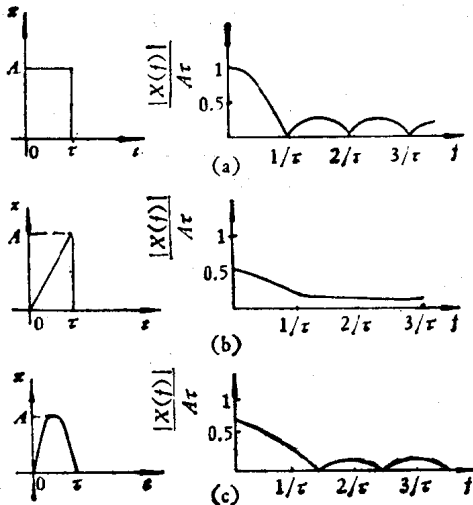 x
A
0 τ t
|X(f)|
Aτ
1
0.5
1/τ 2/τ 3/τ f
(a)
x
A
0 τ t
|X(f)|
Aτ
1
0.5
1/τ 2/τ 3/τ f
(b)
x
A
0 τ t
|X(f)|
Aτ
1
0.5
1/τ 2/τ 3/τ f
(c)